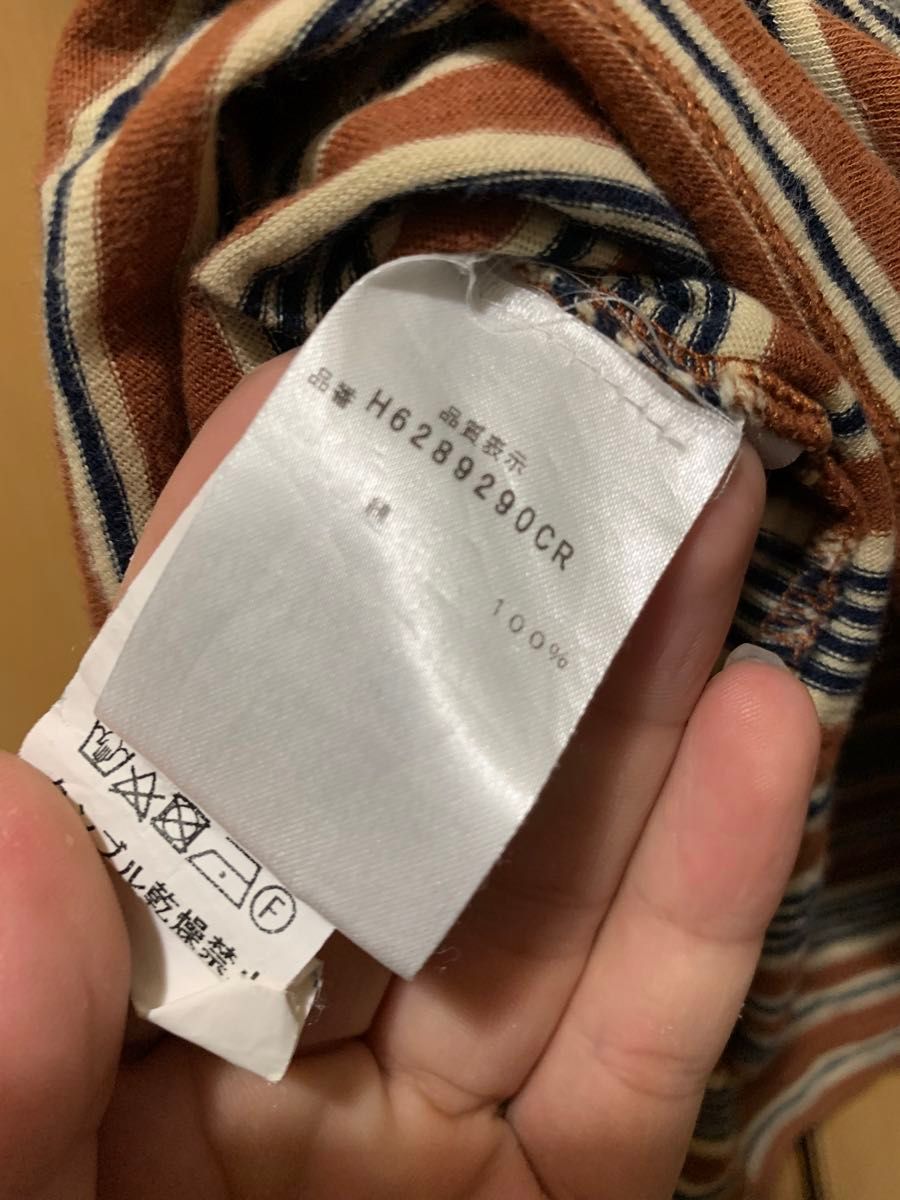 品質表示
品番 H6289290CR
綿 100%
F
タンブル乾燥禁止